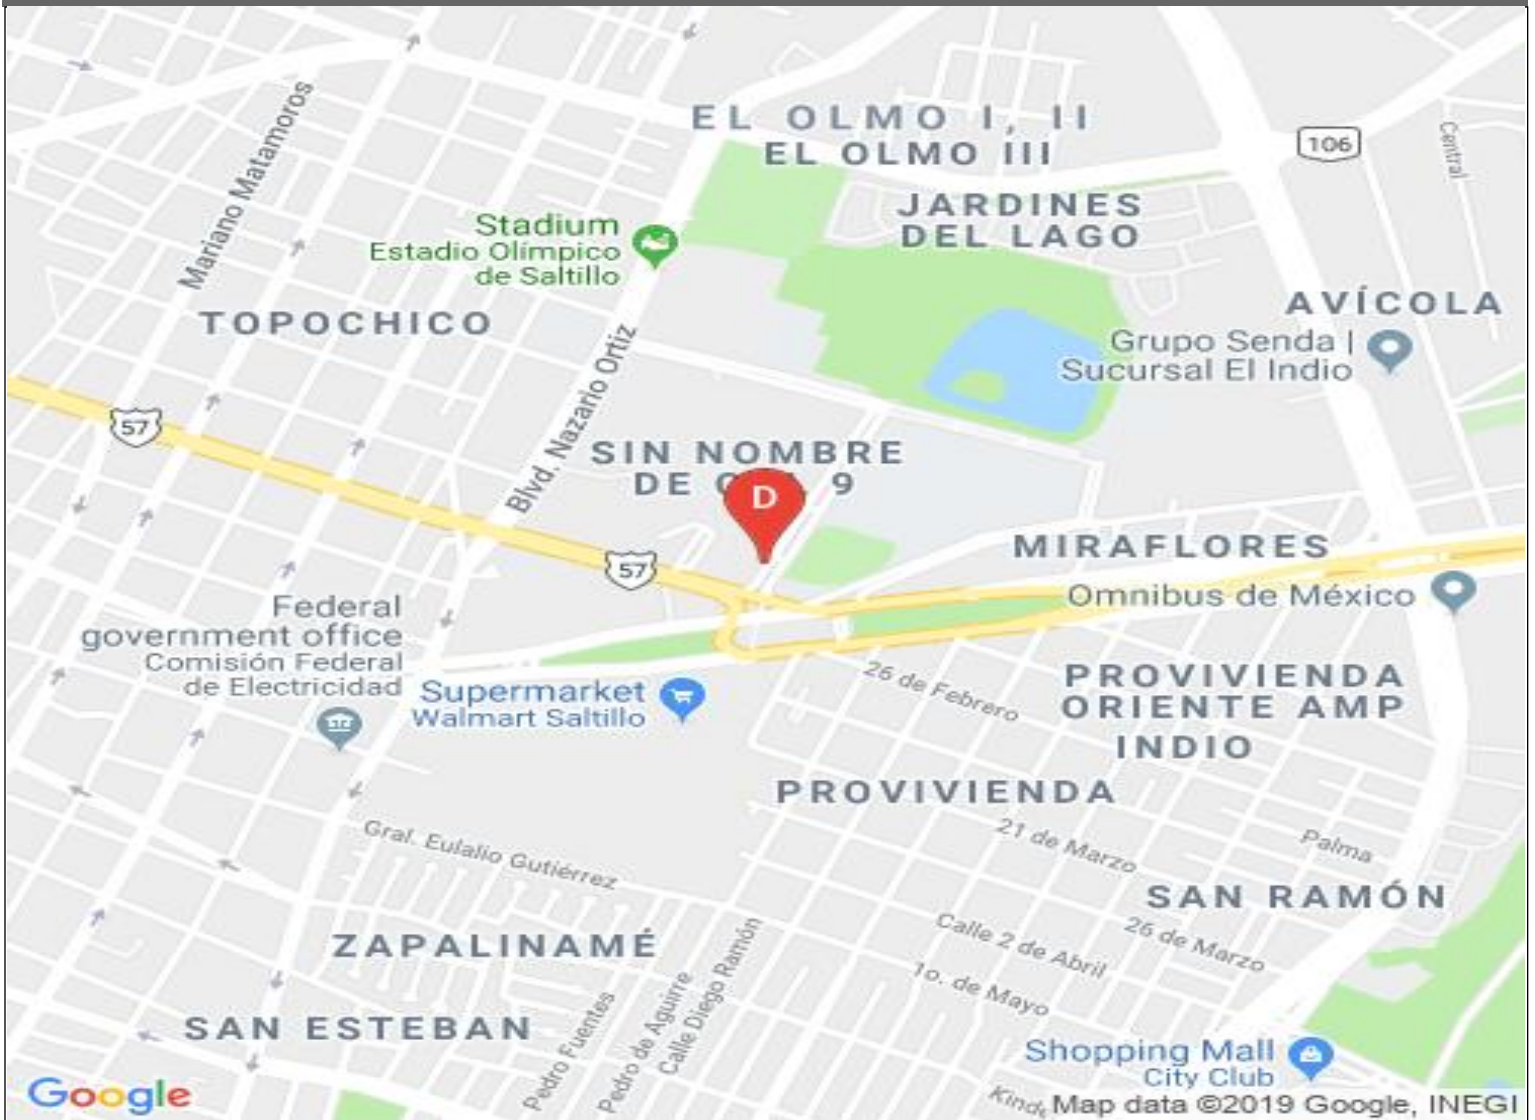 EL OLMO I, II
EL OLMO III
106
Central
Mariano Matamoros
JARDINES
DEL LAGO
Stadium
Estadio Olímpico
de Saltillo
AVÍCOLA
TOPOCHICO
Grupo Senda |
Sucursal El Indio
Blvd. Nazario Ortiz
57
SIN NOMBRE
DE 9
D
MIRAFLORES
57
Omnibus de México
Federal
government office
Comisión Federal
de Electricidad
26 de Febrero
PROVIVIENDA
ORIENTE AMP
INDIO
Supermarket
Walmart Saltillo
PROVIVIENDA
21 de Marzo
Palma
Gral. Eulalio Gutiérrez
SAN RAMÓN
Calle 2 de Abril
26 de Marzo
ZAPALINAMÉ
1o. de Mayo
Pedro Fuentes
Pedro de Aguirre
Calle Diego Ramón
SAN ESTEBAN
Shopping Mall
City Club
Google
Map data ©2019 Google, INEGI